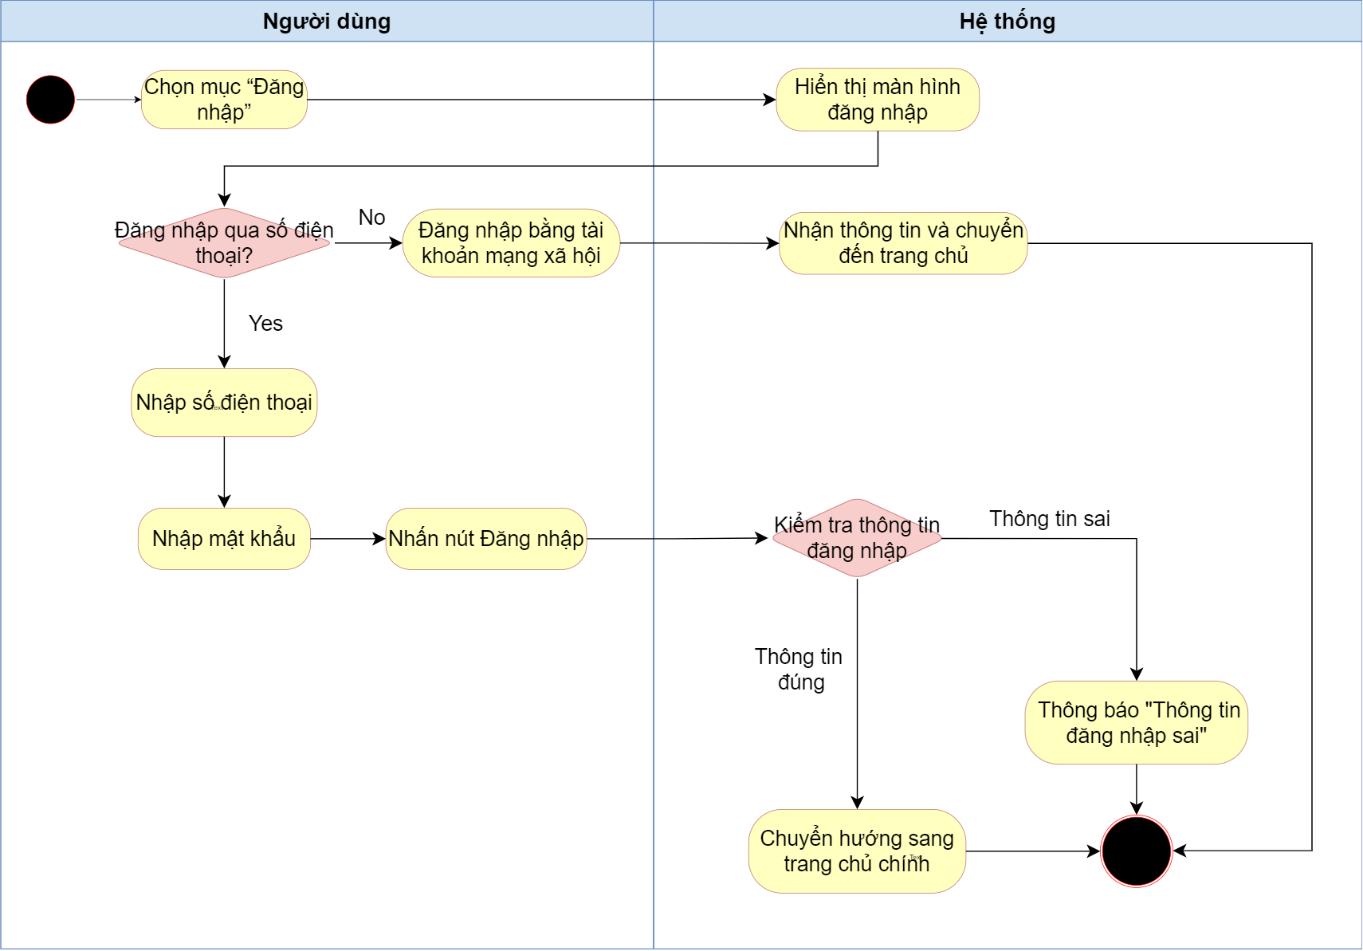 Người dùng
Hệ thống
Chọn mục “Đăng
nhập”
Hiển thị màn hình
đăng nhập
Đăng nhập qua số điện
thoại?
No
Đăng nhập bằng tài
khoản mạng xã hội
Nhận thông tin và chuyển
đến trang chủ
Yes
Nhập số điện thoại
Text
Nhập mật khẩu
Nhấn nút Đăng nhập
Kiểm tra thông tin
đăng nhập
Thông tin sai
Thông tin
đúng
Thông báo "Thông tin
đăng nhập sai"
Chuyển hướng sang
trang chủ chính
Text